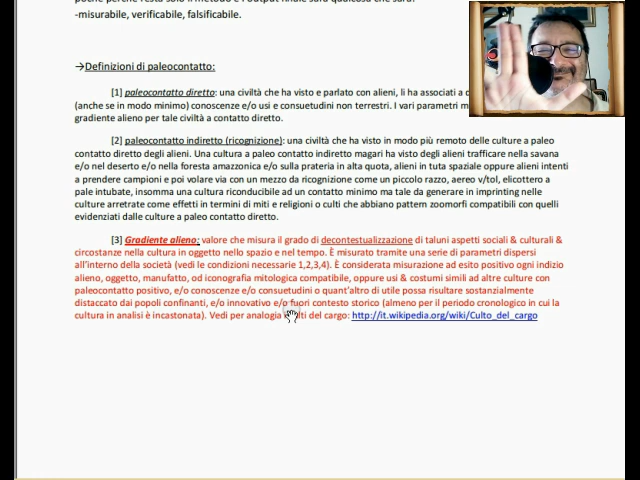 -misurabile, verificabile, falsificabile.
→Definizioni di paleocontatto:
[1] paleocontatto diretto: una civiltà che ha visto e parlato con alieni, li ha associati a d
(anche se in modo minimo) conoscenze e/o usi e consuetudini non terrestri. I vari parametri m
gradiente alieno per tale civiltà a contatto diretto.
[2] paleocontatto indiretto (ricognizione): una civiltà che ha visto in modo più remoto delle culture a paleo
contatto diretto degli alieni. Una cultura a paleo contatto indiretto magari ha visto degli alieni trafficare nella savana
e/o nel deserto e/o nella foresta amazzonica e/o sulla prateria in alta quota, alieni in tuta spaziale oppure alieni intenti
a prendere campioni e poi volare via con un mezzo da ricognizione come un piccolo razzo, aereo v/tol, elicottero a
pale intubate, insomma una cultura riconducibile ad un contatto minimo ma tale da generare in imprinting nelle
culture arretrate come effetti in termini di miti e religioni o culti che abbiano pattern zoomorfi compatibili con quelli
evidenziati dalle culture a paleo contatto diretto.
[3] Gradiente alieno: valore che misura il grado di decontestualizzazione di taluni aspetti sociali & culturali &
circostanze nella cultura in oggetto nello spazio e nel tempo. È misurato tramite una serie di parametri dispersi
all'interno della società (vedi le condizioni necessarie 1,2,3,4). È considerata misurazione ad esito positivo ogni indizio
alieno, oggetto, manufatto, od iconografia mitologica compatibile, oppure usi & costumi simili ad altre culture con
paleocontatto positivo, e/o conoscenze e/o consuetudini o quant'altro di utile possa risultare sostanzialmente
distaccato dai popoli confinanti, e/o innovativo e/o fuori contesto storico (almeno per il periodo cronologico in cui la
cultura in analisi è incastonata). Vedi per analogia ulti del cargo: http://it.wikipedia.org/wiki/Culto_del_cargo